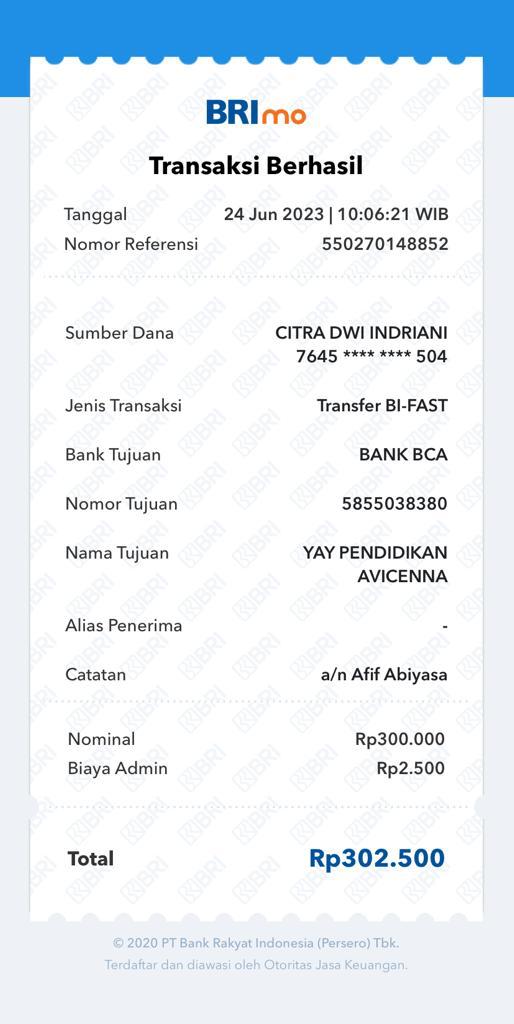 BRImo
Transaksi Berhasil
Tanggal 24 Jun 2023 | 10:06:21 WIB
Nomor Referensi 550270148852
Sumber Dana CITRA DWI INDRIANI
7645 **** **** 504
Jenis Transaksi Transfer BI-FAST
Bank Tujuan BANK BCA
Nomor Tujuan 5855038380
Nama Tujuan YAY PENDIDIKAN
AVICENNA
Alias Penerima -
Catatan a/n Afif Abiyasa
Nominal Rp300.000
Biaya Admin Rp2.500
Total Rp302.500
© 2020 PT Bank Rakyat Indonesia (Persero) Tbk.
Terdaftar dan diawasi oleh Otoritas Jasa Keuangan.